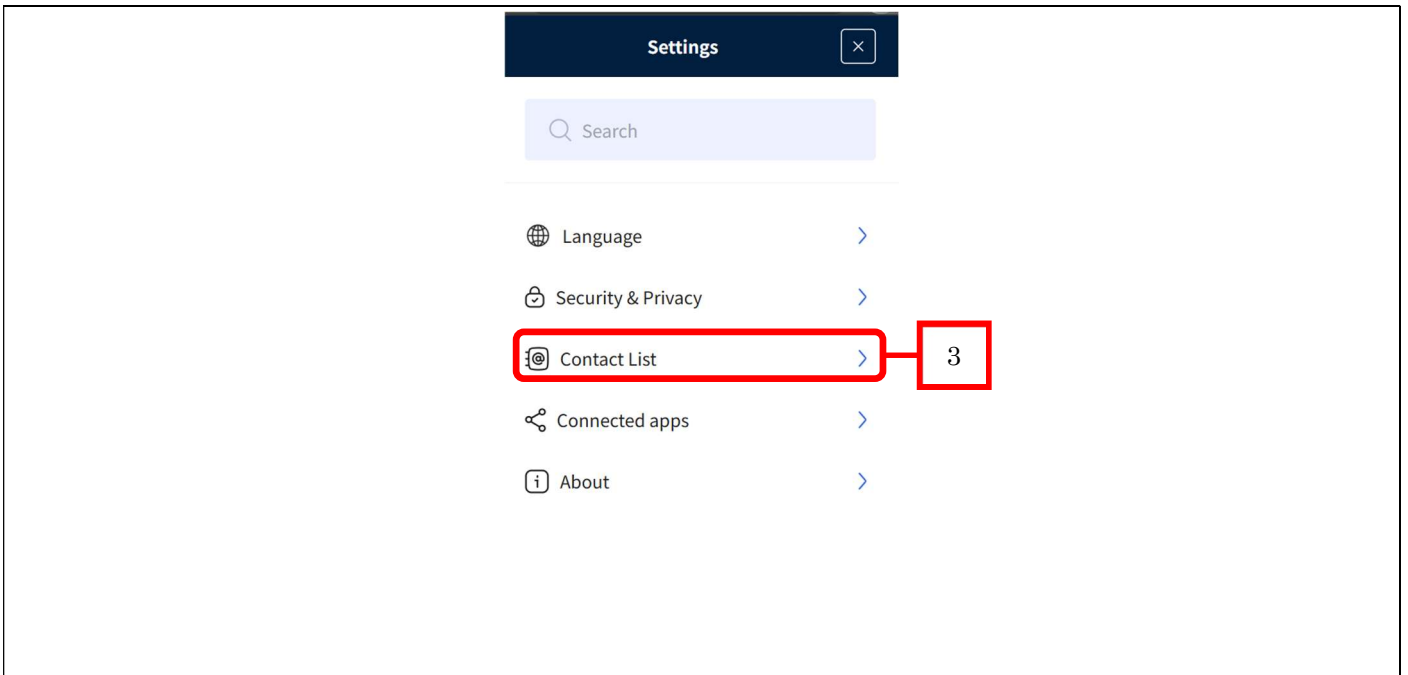 Settings
Search
Language
Security & Privacy
Contact List
3
Connected apps
About